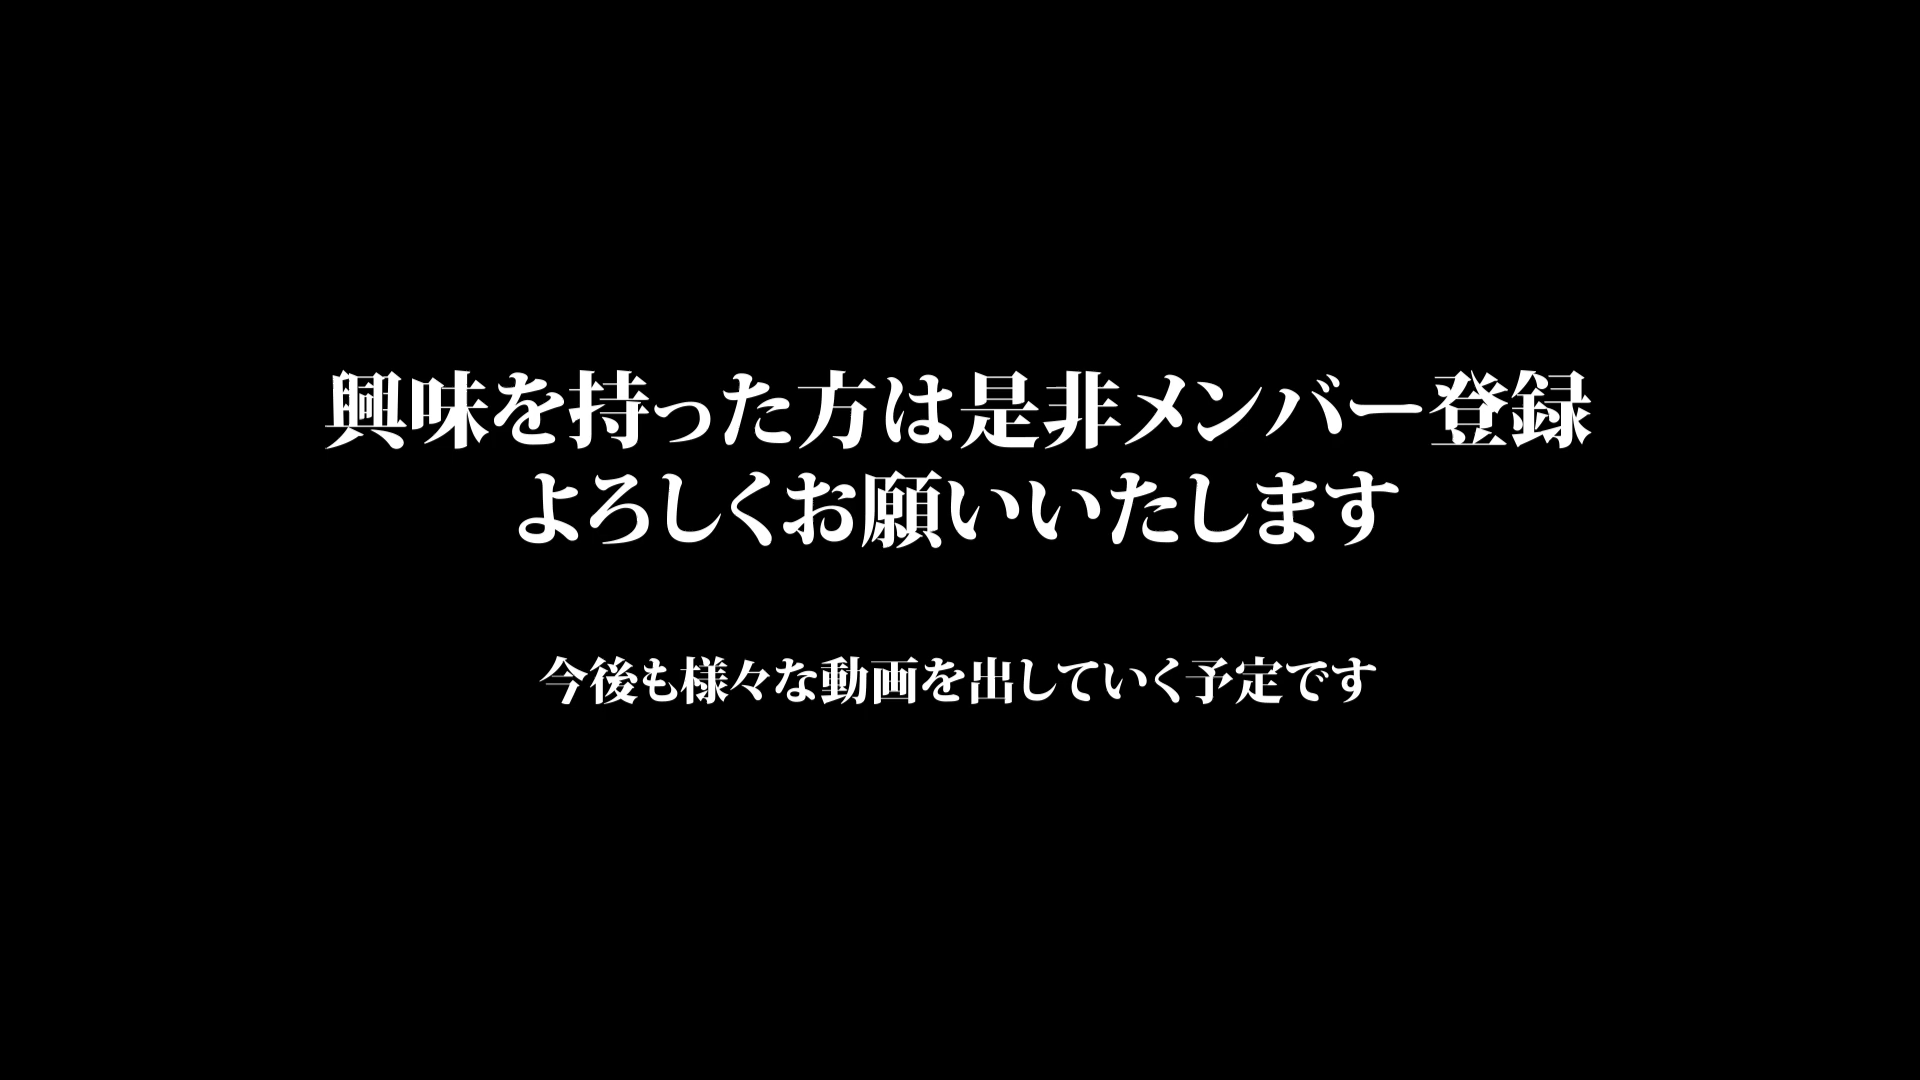 興味を持った方は是非メンバー登録
よろしくお願いいたします
今後も様々な動画を出していく予定です